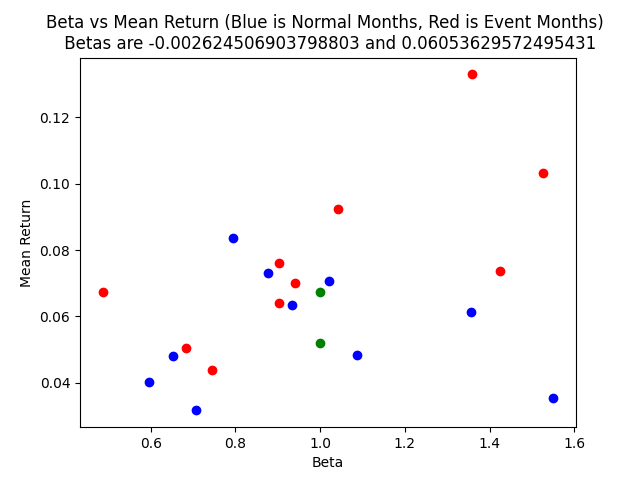 Beta vs Mean Return (Blue is Normal Months, Red is Event Months)
Betas are -0.002624506903798803 and 0.06053629572495431
0.12
0.10
0.08
0.06
0.04
Mean Return
0.6 0.8 1.0 1.2 1.4 1.6
Beta